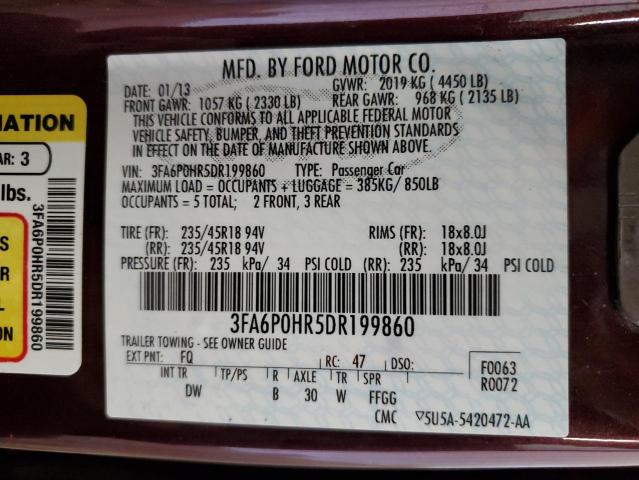 MFD. BY FORD MOTOR CO.
DATE: 01/13 GVWR: 2019 KG ( 4450 LB)
FRONT GAWR: 1057 KG ( 2330 LB) REAR GAWR: 968 KG ( 2135 LB)
THIS VEHICLE CONFORMS TO ALL APPLICABLE FEDERAL MOTOR
VEHICLE SAFETY, BUMPER, AND THEFT PREVENTION STANDARDS
IN EFFECT ON THE DATE OF MANUFACTURE SHOWN ABOVE.
VIN: 3FA6P0HR5DR199860 TYPE: Passenger Car
MAXIMUM LOAD = OCCUPANTS + LUGGAGE = 385KG/ 850LB
OCCUPANTS = 5 TOTAL; 2 FRONT, 3 REAR
TIRE (FR): 235/45R18 94V RIMS (FR): 18x8.0J
(RR): 235/45R18 94V (RR): 18x8.0J
PRESSURE (FR): 235 kPa/ 34 PSI COLD (RR): 235 kPa/ 34 PSI COLD
3FA6P0HR5DR199860
TRAILER TOWING - SEE OWNER GUIDE
EXT PNT: FQ RC: 47 DSO: F0063
R0072
INT TR TP/PS R AXLE TR SPR
DW B 30 W FFGG
CMC ▽5U5A-5420472-AA
MATION
AR: 3
lbs.
S
R
L
3FA6P0HR5DR199860